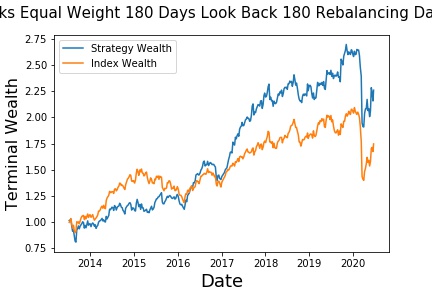 ks Equal Weight 180 Days Look Back 180 Rebalancing Da
2.75
2.50
2.25
2.00
1.75
1.50
1.25
1.00
0.75
Terminal Wealth
Strategy Wealth
Index Wealth
2014 2015 2016 2017 2018 2019 2020
Date